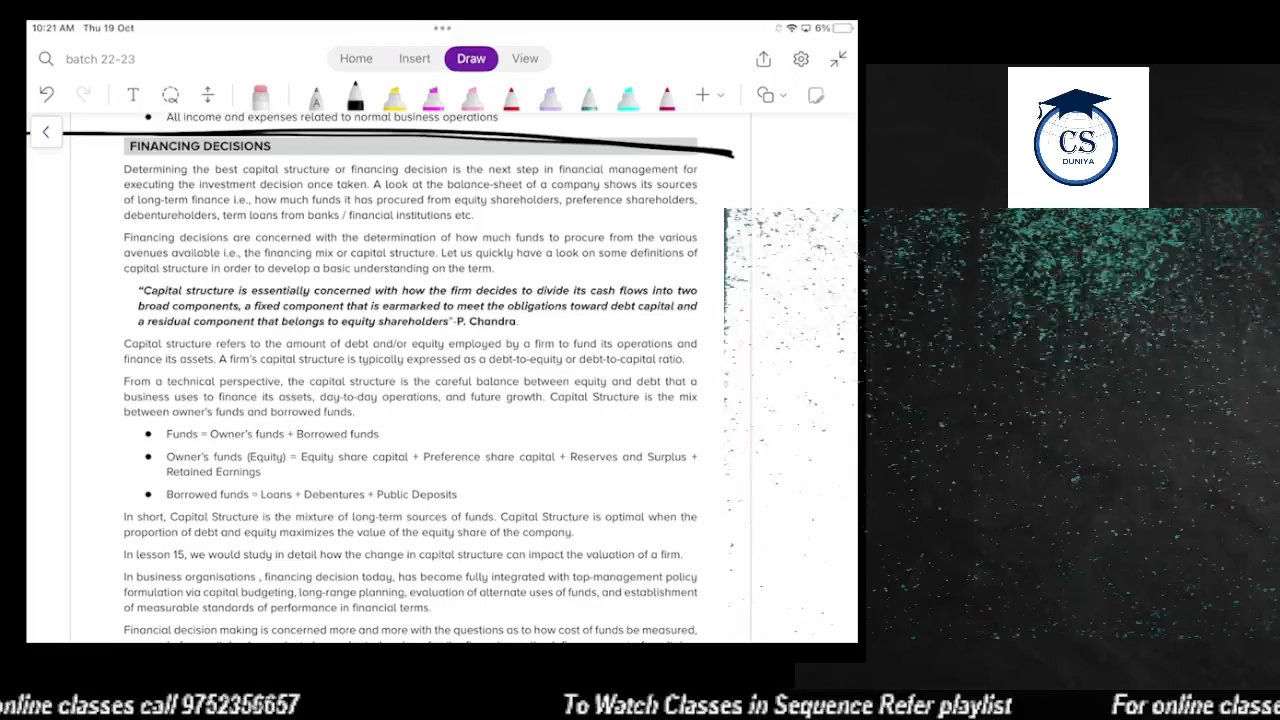 10:21 AM Thu 19 Oct
6%
batch 22-23
Home Insert Draw View
All income and expenses related to normal business operations
FINANCING DECISIONS
Determining the best capital structure or financing decision is the next step in financial management for
executing the investment decision once taken. A look at the balance-sheet of a company shows its sources
of long-term finance i.e., how much funds it has procured from equity shareholders, preference shareholders,
debentureholders, term loans from banks / financial institutions etc.
Financing decisions are concerned with the determination of how much funds to procure from the various
avenues available i.e., the financing mix or capital structure. Let us quickly have a look on some definitions of
capital structure in order to develop a basic understanding on the term.
“Capital structure is essentially concerned with how the firm decides to divide its cash flows into two
broad components, a fixed component that is earmarked to meet the obligations toward debt capital and
a residual component that belongs to equity shareholders”-P. Chandra.
Capital structure refers to the amount of debt and/or equity employed by a firm to fund its operations and
finance its assets. A firm's capital structure is typically expressed as a debt-to-equity or debt-to-capital ratio.
From a technical perspective, the capital structure is the careful balance between equity and debt that a
business uses to finance its assets, day-to-day operations, and future growth. Capital Structure is the mix
between owner's funds and borrowed funds.
Funds = Owner's funds + Borrowed funds
Owner's funds (Equity) = Equity share capital + Preference share capital + Reserves and Surplus +
Retained Earnings
Borrowed funds = Loans + Debentures + Public Deposits
In short, Capital Structure is the mixture of long-term sources of funds. Capital Structure is optimal when the
proportion of debt and equity maximizes the value of the equity share of the company.
In lesson 15, we would study in detail how the change in capital structure can impact the valuation of a firm.
In business organisations , financing decision today, has become fully integrated with top-management policy
formulation via capital budgeting, long-range planning, evaluation of alternate uses of funds, and establishment
of measurable standards of performance in financial terms.
Financial decision making is concerned more and more with the questions as to how cost of funds be measured,
CS
DUNIYA
online classes call 9752356657 To Watch Classes in Sequence Refer playlist For online classe